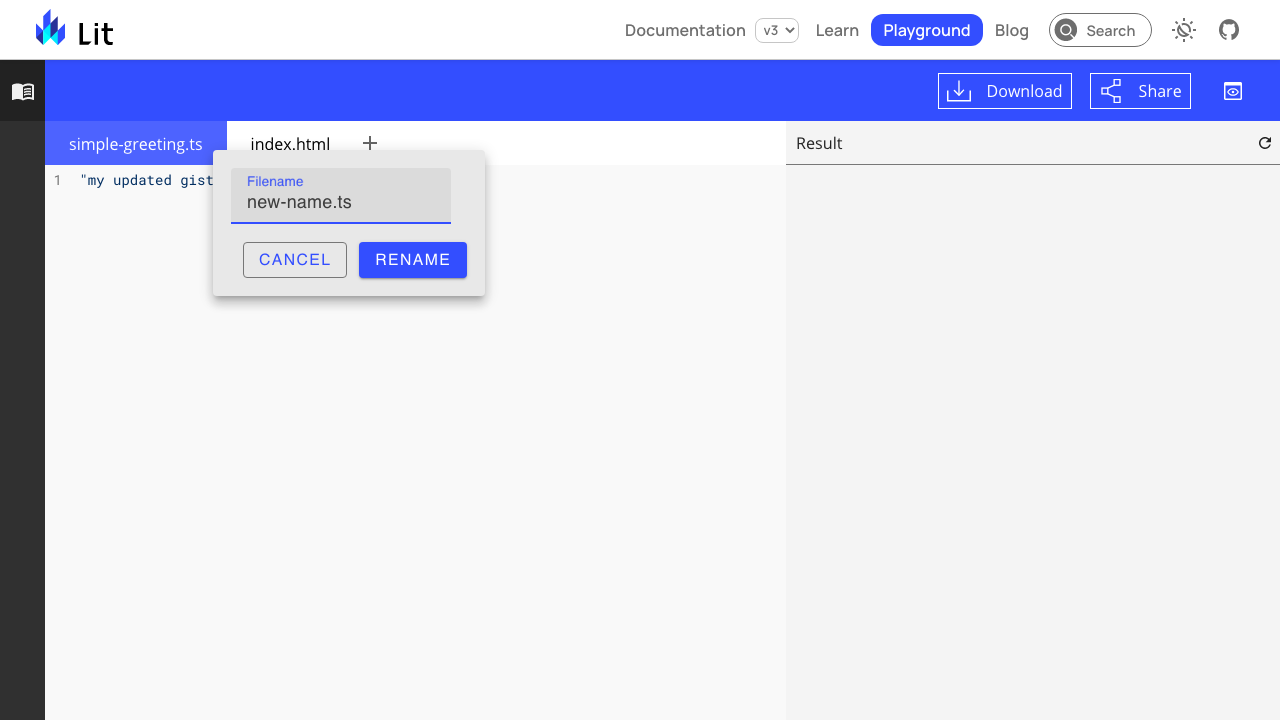 Lit
Documentation v3 Learn Playground Blog Search
Download Share
simple-greeting.ts index.html
Result
1 "my updated gist
Filename
new-name.ts
CANCEL RENAME